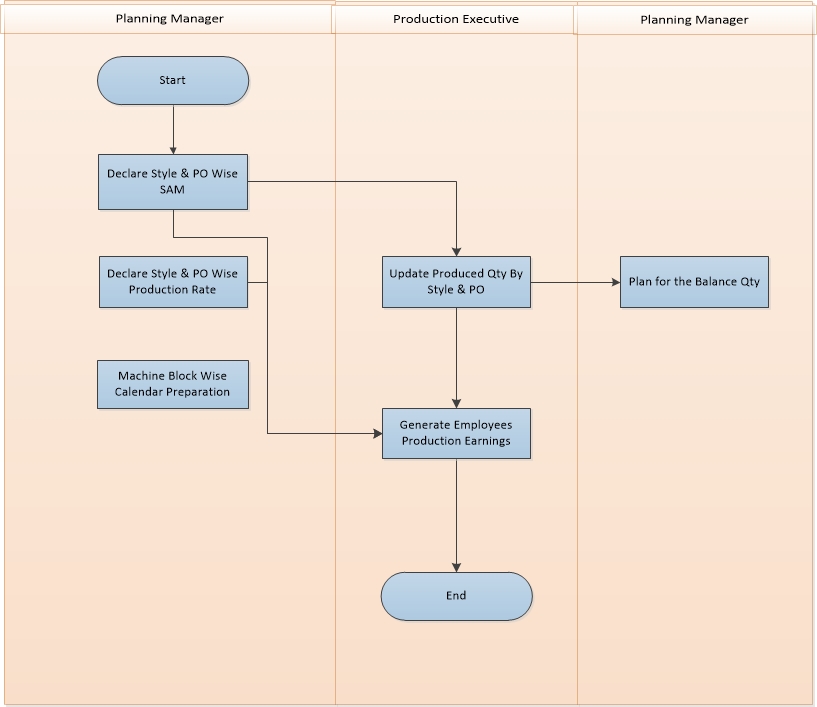 Planning Manager
Production Executive
Planning Manager
Start
Declare Style & PO Wise
SAM
Declare Style & PO Wise
Production Rate
Update Produced Qty By
Style & PO
Plan for the Balance Qty
Machine Block Wise
Calendar Preparation
Generate Employees
Production Earnings
End